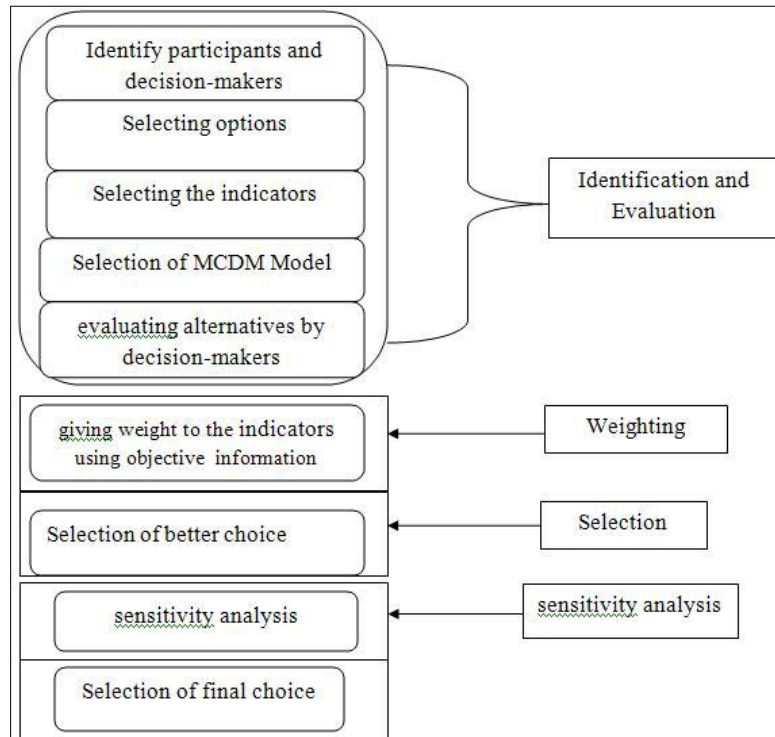 Identify participants and
decision-makers
Selecting options
Selecting the indicators
Selection of MCDM Model
evaluating alternatives by
decision-makers
Identification and
Evaluation
giving weight to the indicators
using objective information
Weighting
Selection of better choice
Selection
sensitivity analysis
sensitivity analysis
Selection of final choice